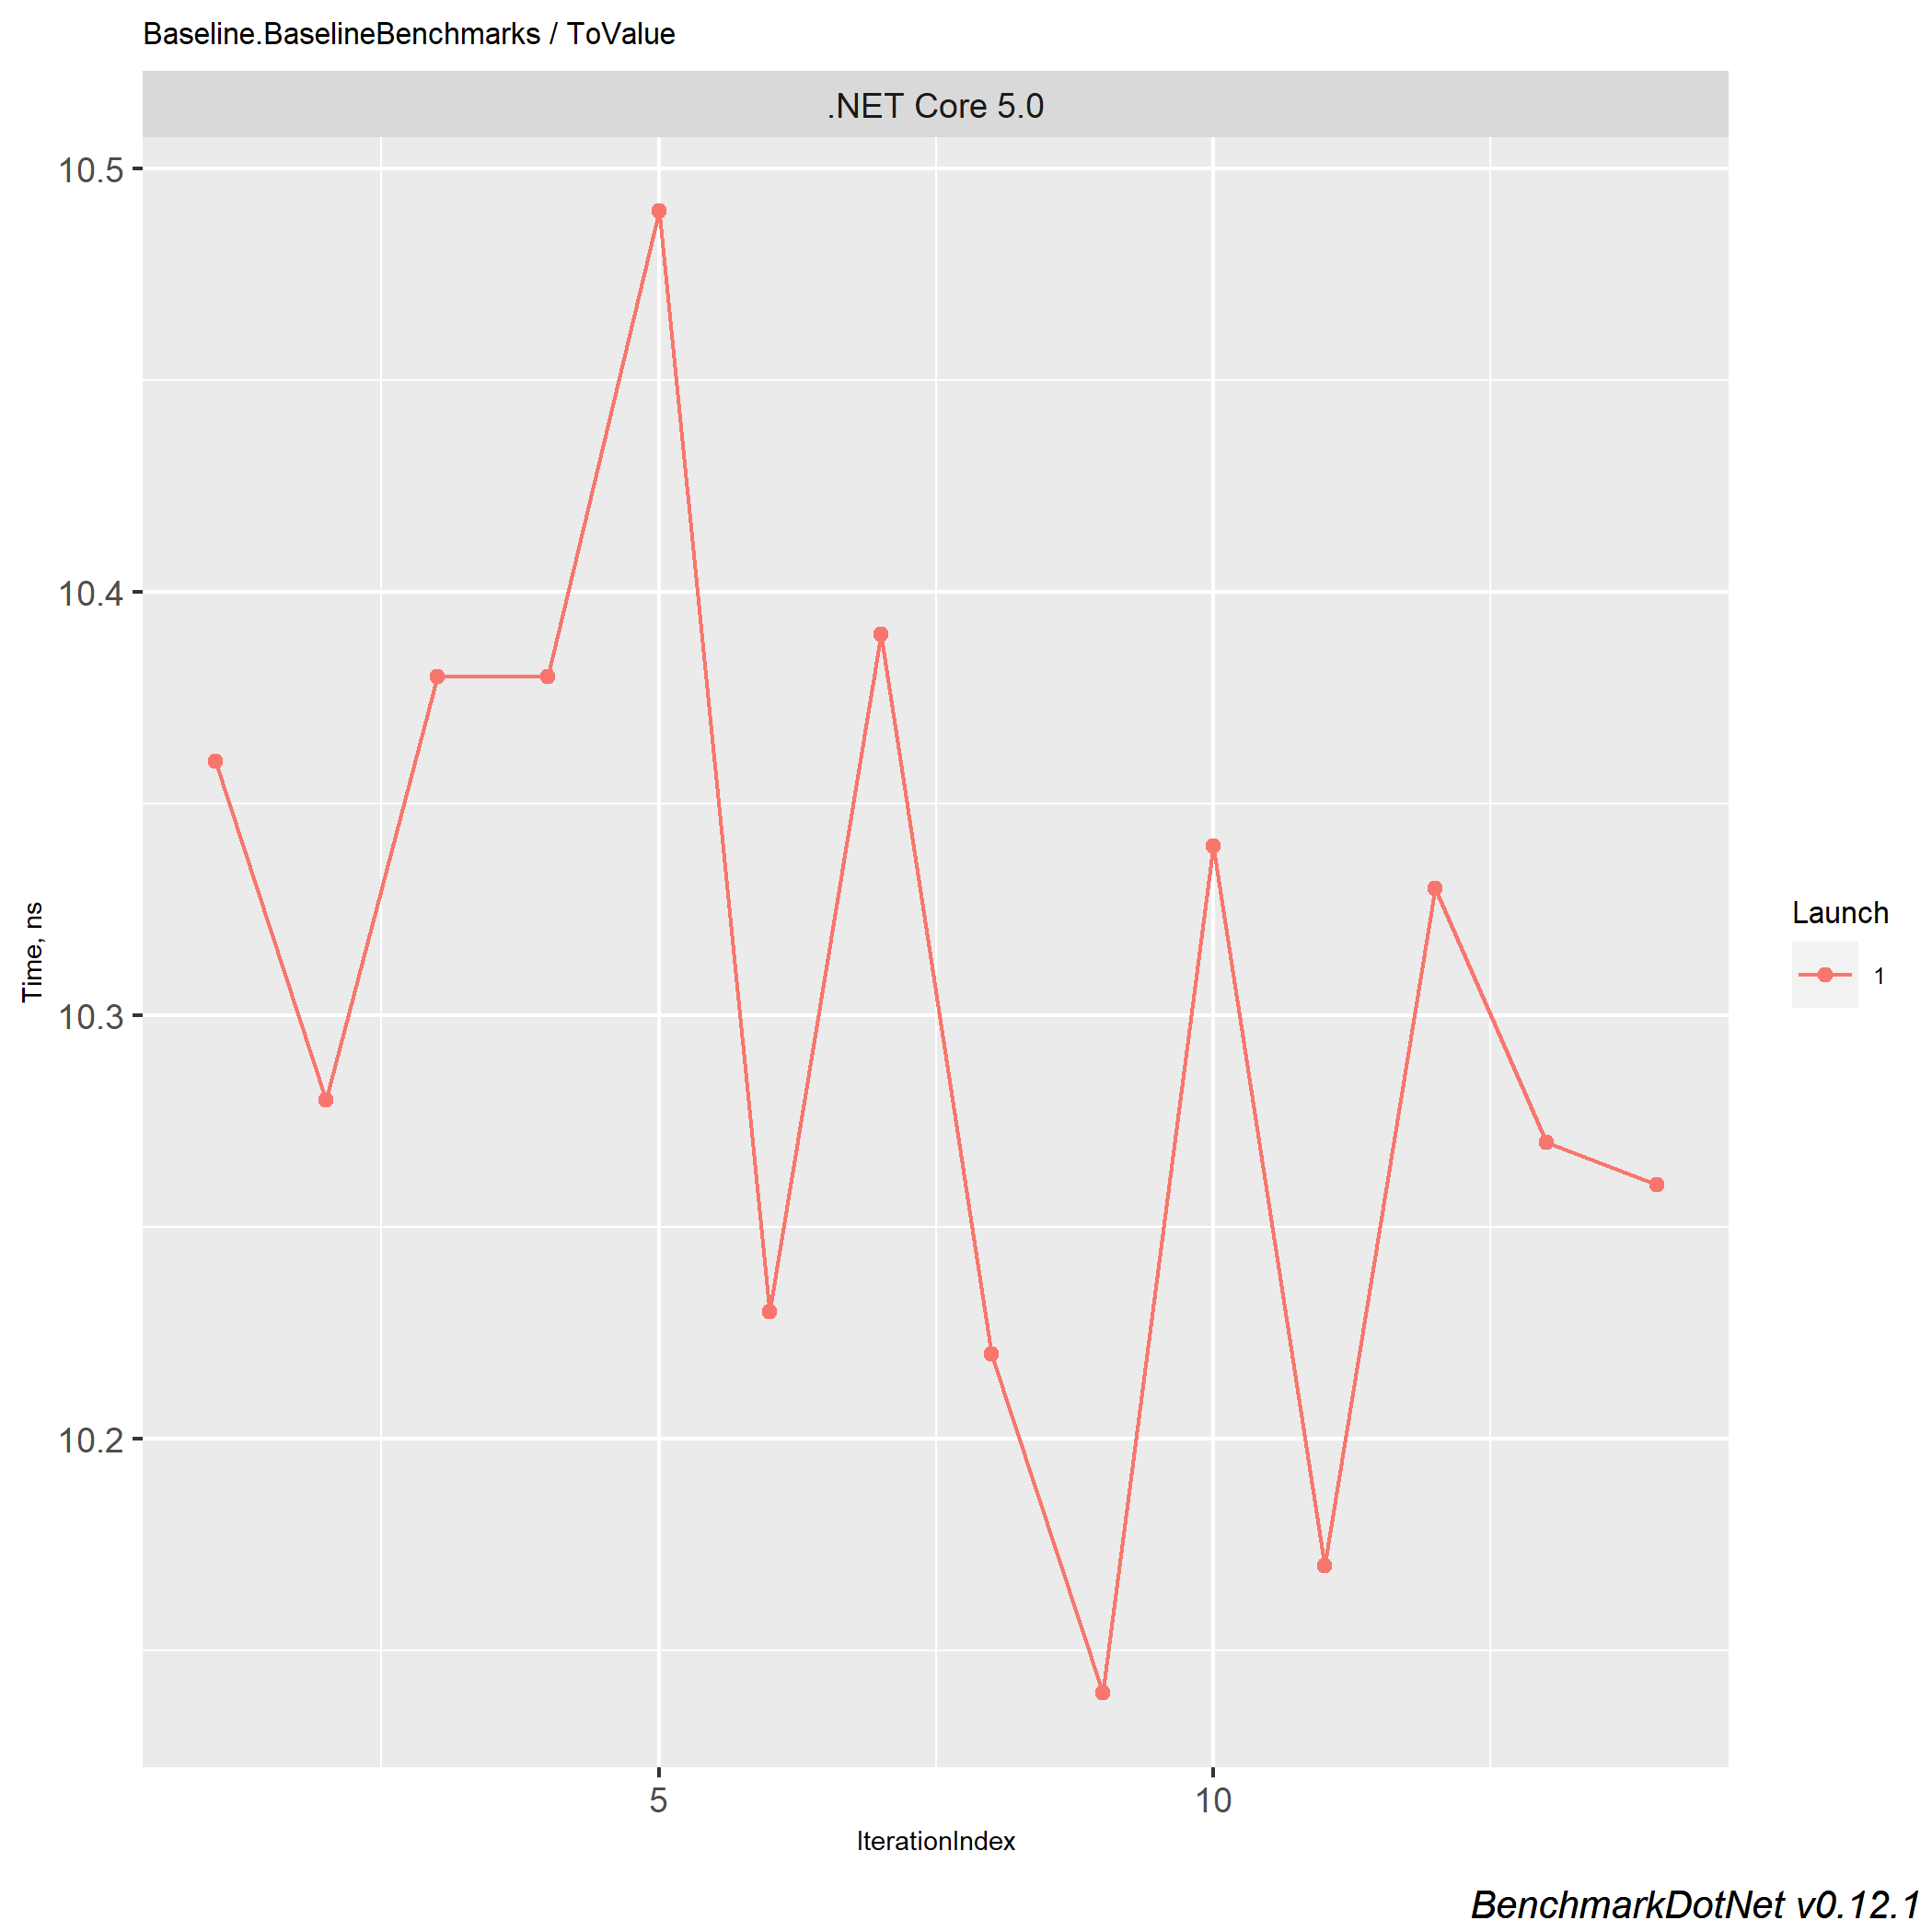 Baseline.BaselineBenchmarks / ToValue
.NET Core 5.0
10.5
10.4
10.3
10.2
Time, ns
5
10
IterationIndex
Launch
1
BenchmarkDotNet v0.12.1